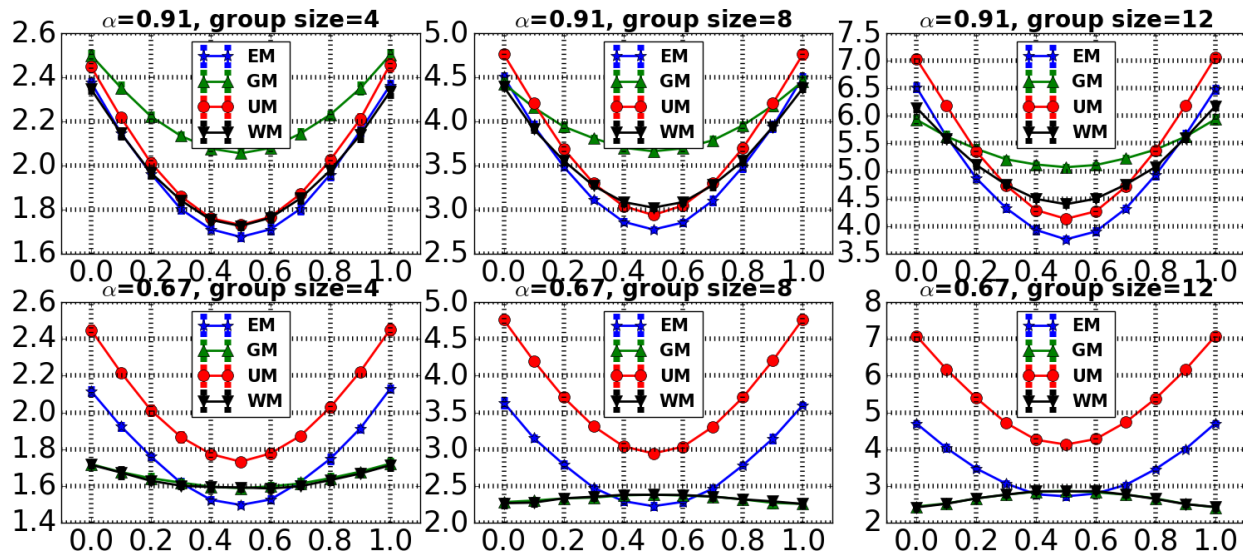 α=0.91, group size=4
2.6
2.4
2.2
2.0
1.8
1.6
EM
GM
UM
WM
0.0 0.2 0.4 0.6 0.8 1.0
α=0.91, group size=8
5.0
4.5
4.0
3.5
3.0
2.5
EM
GM
UM
WM
0.0 0.2 0.4 0.6 0.8 1.0
α=0.91, group size=12
7.5
7.0
6.5
6.0
5.5
5.0
4.5
4.0
3.5
EM
GM
UM
WM
0.0 0.2 0.4 0.6 0.8 1.0
α=0.67, group size=4
2.6
2.4
2.2
2.0
1.8
1.6
1.4
EM
GM
UM
WM
0.0 0.2 0.4 0.6 0.8 1.0
α=0.67, group size=8
5.0
4.5
4.0
3.5
3.0
2.5
2.0
EM
GM
UM
WM
0.0 0.2 0.4 0.6 0.8 1.0
α=0.67, group size=12
8
7
6
5
4
3
2
EM
GM
UM
WM
0.0 0.2 0.4 0.6 0.8 1.0